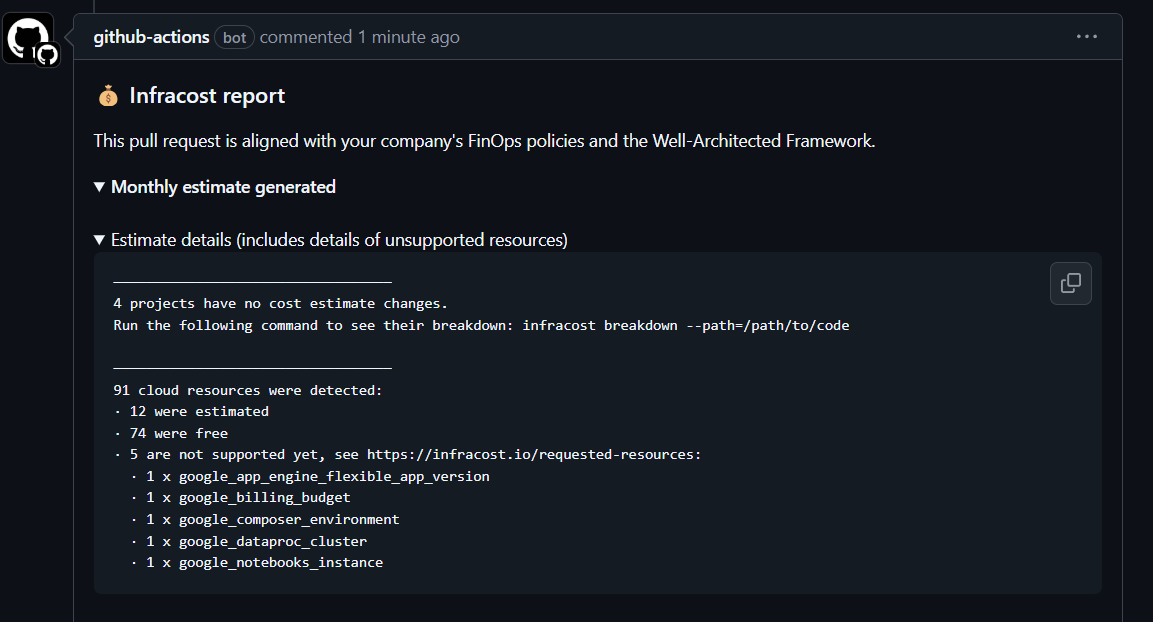 github-actions bot commented 1 minute ago
Infracost report
This pull request is aligned with your company's FinOps policies and the Well-Architected Framework.
▼ Monthly estimate generated
▼ Estimate details (includes details of unsupported resources)
──────────────────────────────────
4 projects have no cost estimate changes.
Run the following command to see their breakdown: infracost breakdown --path=/path/to/code
──────────────────────────────────
91 cloud resources were detected:
∙ 12 were estimated
∙ 74 were free
∙ 5 are not supported yet, see https://infracost.io/requested-resources:
∙ 1 x google_app_engine_flexible_app_version
∙ 1 x google_billing_budget
∙ 1 x google_composer_environment
∙ 1 x google_dataproc_cluster
∙ 1 x google_notebooks_instance